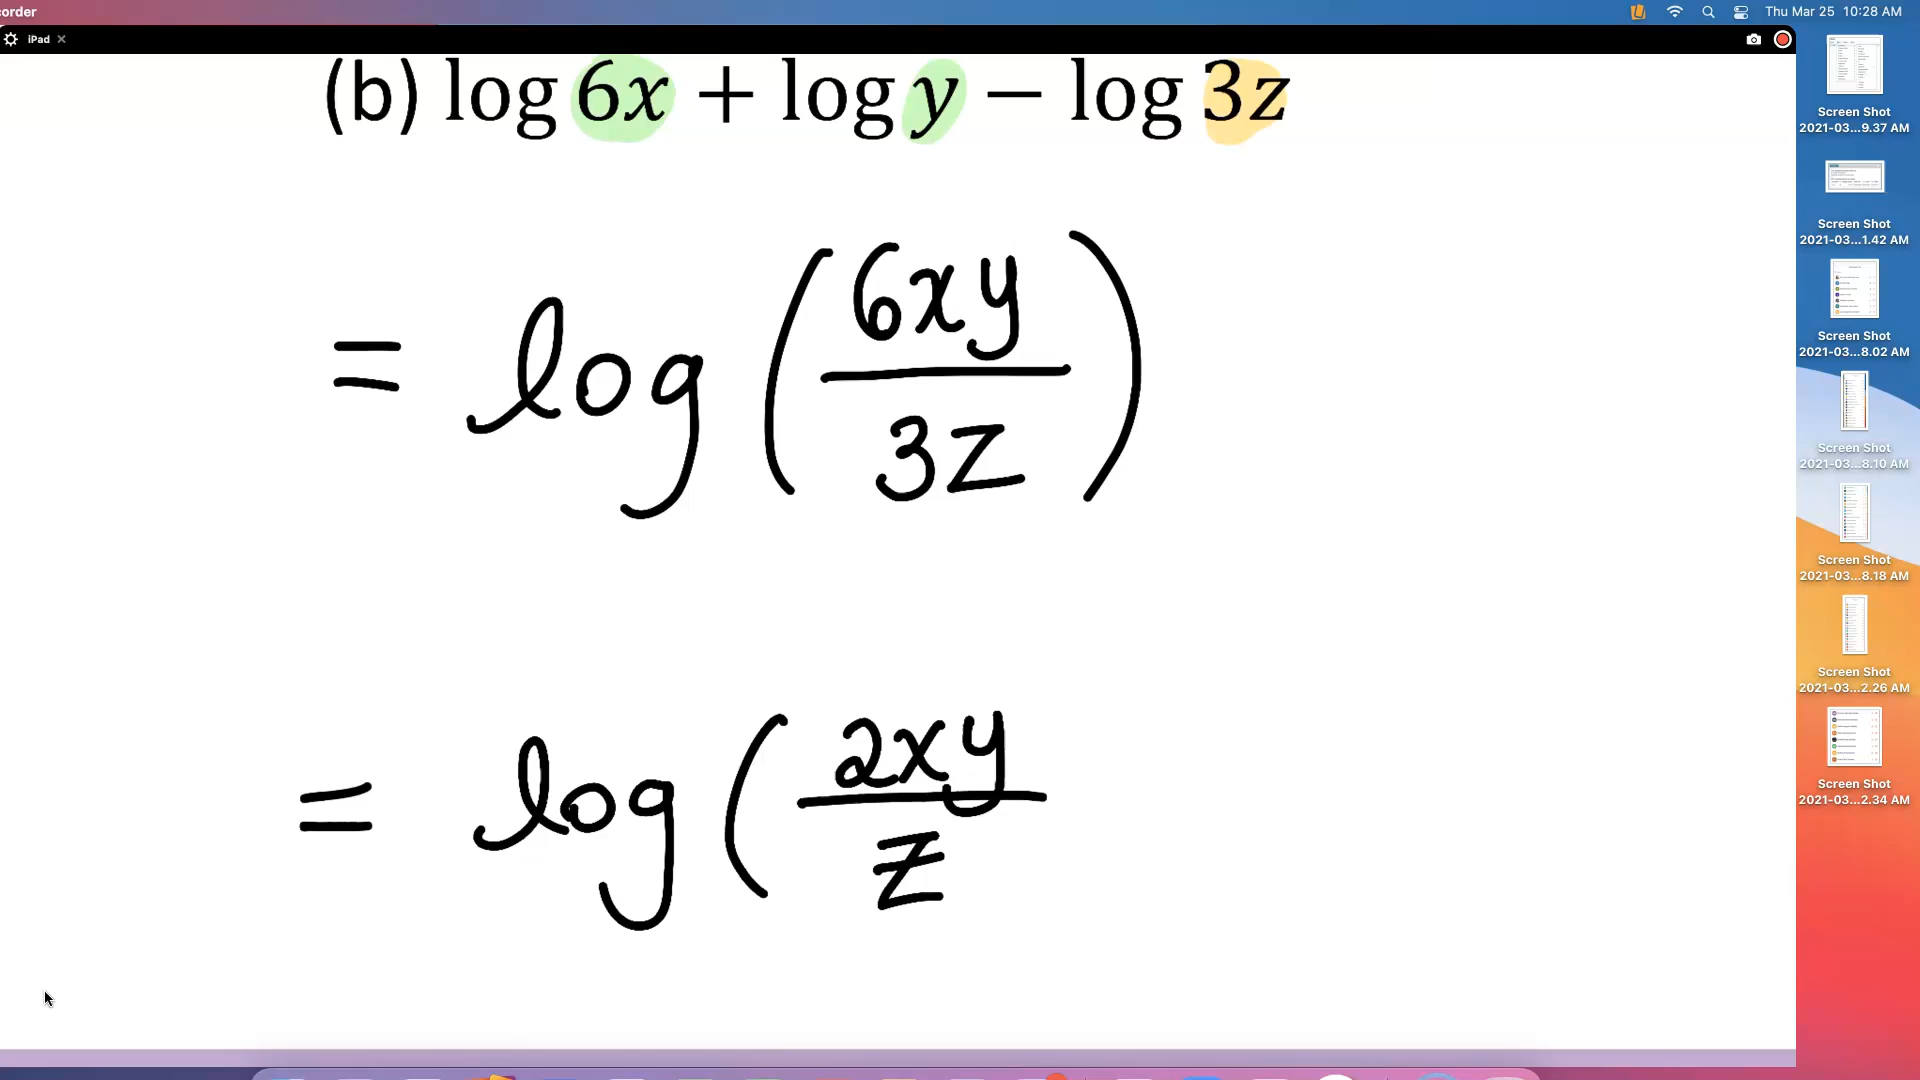 corder
Thu Mar 25 10:28 AM
iPad
(b) log 6x + log y − log 3z
= log (6xy / 3z)
= log (2xy / z
Screen Shot
2021-03...9.37 AM
Screen Shot
2021-03...1.42 AM
Screen Shot
2021-03...8.02 AM
Screen Shot
2021-03...8.10 AM
Screen Shot
2021-03...8.18 AM
Screen Shot
2021-03...2.26 AM
Screen Shot
2021-03...2.34 AM